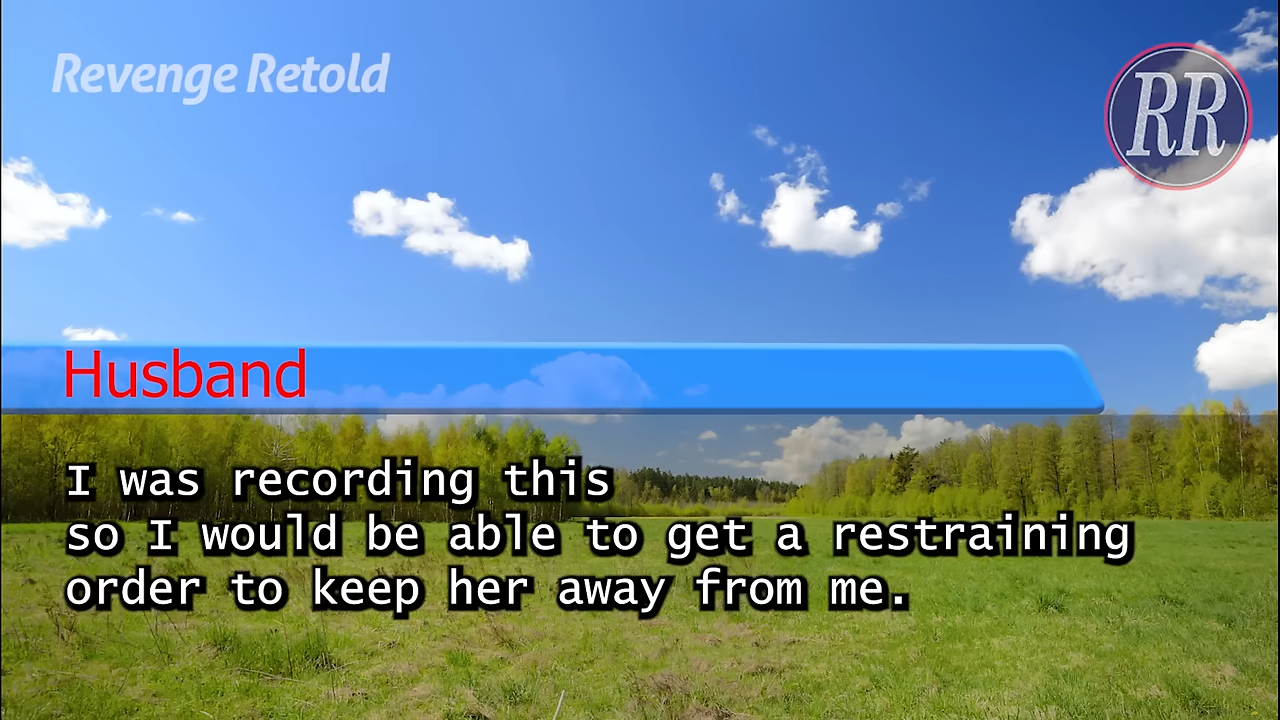 Revenge Retold
RR
Husband
I was recording this
so I would be able to get a restraining
order to keep her away from me.